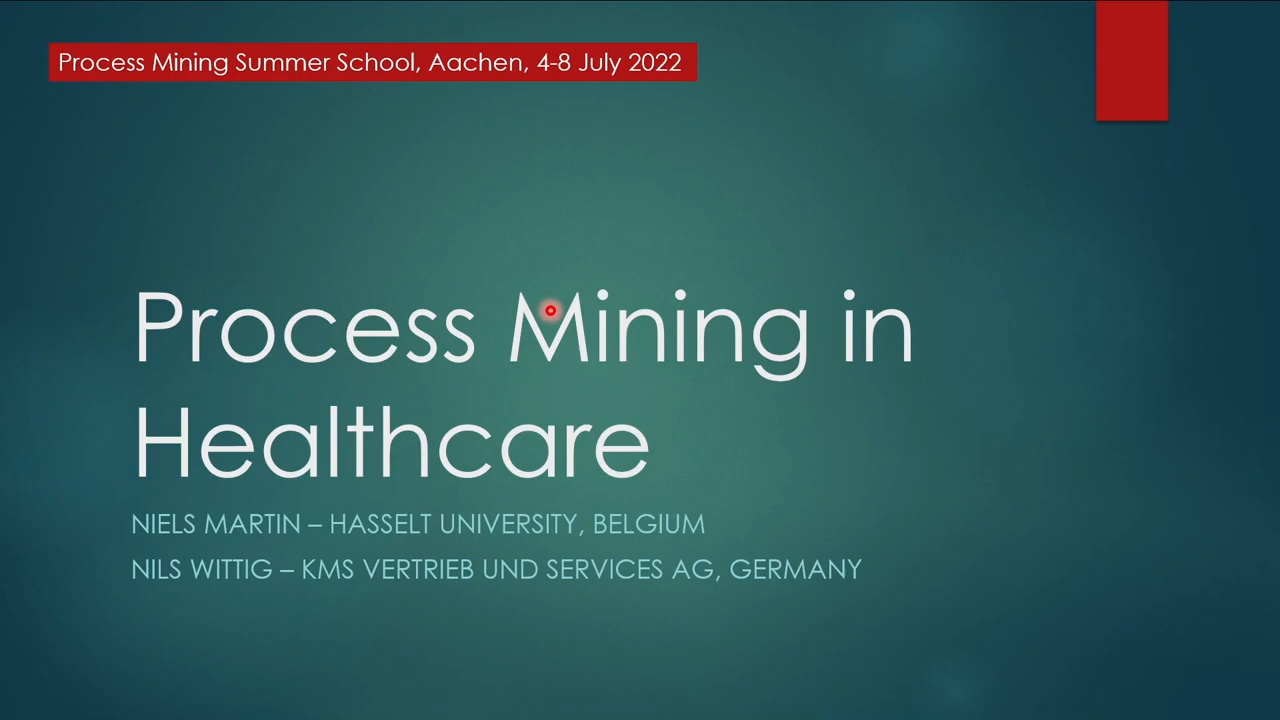 Process Mining Summer School, Aachen, 4-8 July 2022
Process Mining in
Healthcare
NIELS MARTIN – HASSELT UNIVERSITY, BELGIUM
NILS WITTIG – KMS VERTRIEB UND SERVICES AG, GERMANY